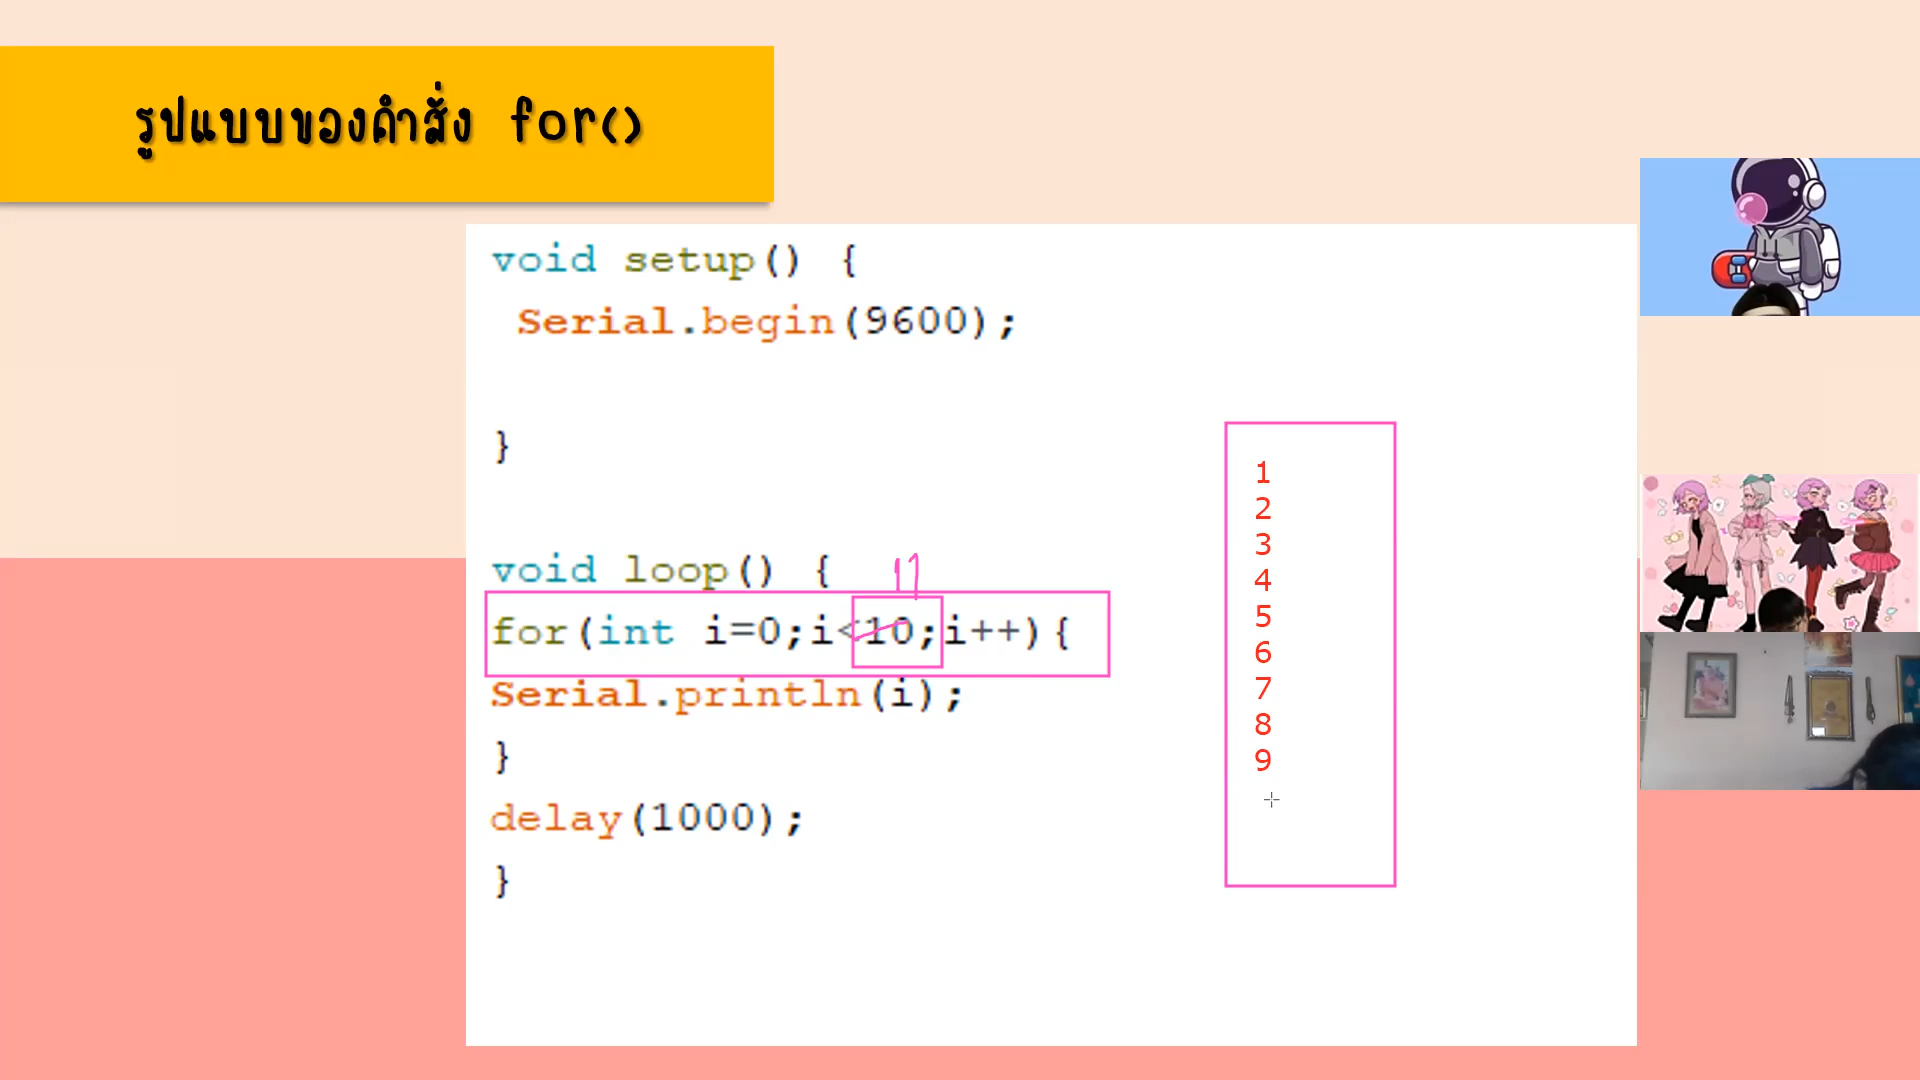 รูปแบบของคำสั่ง for()
void setup() {
Serial.begin(9600);
}
void loop() {
11
for(int i=0;i<10;i++){
Serial.println(i);
}
delay(1000);
}
1
2
3
4
5
6
7
8
9